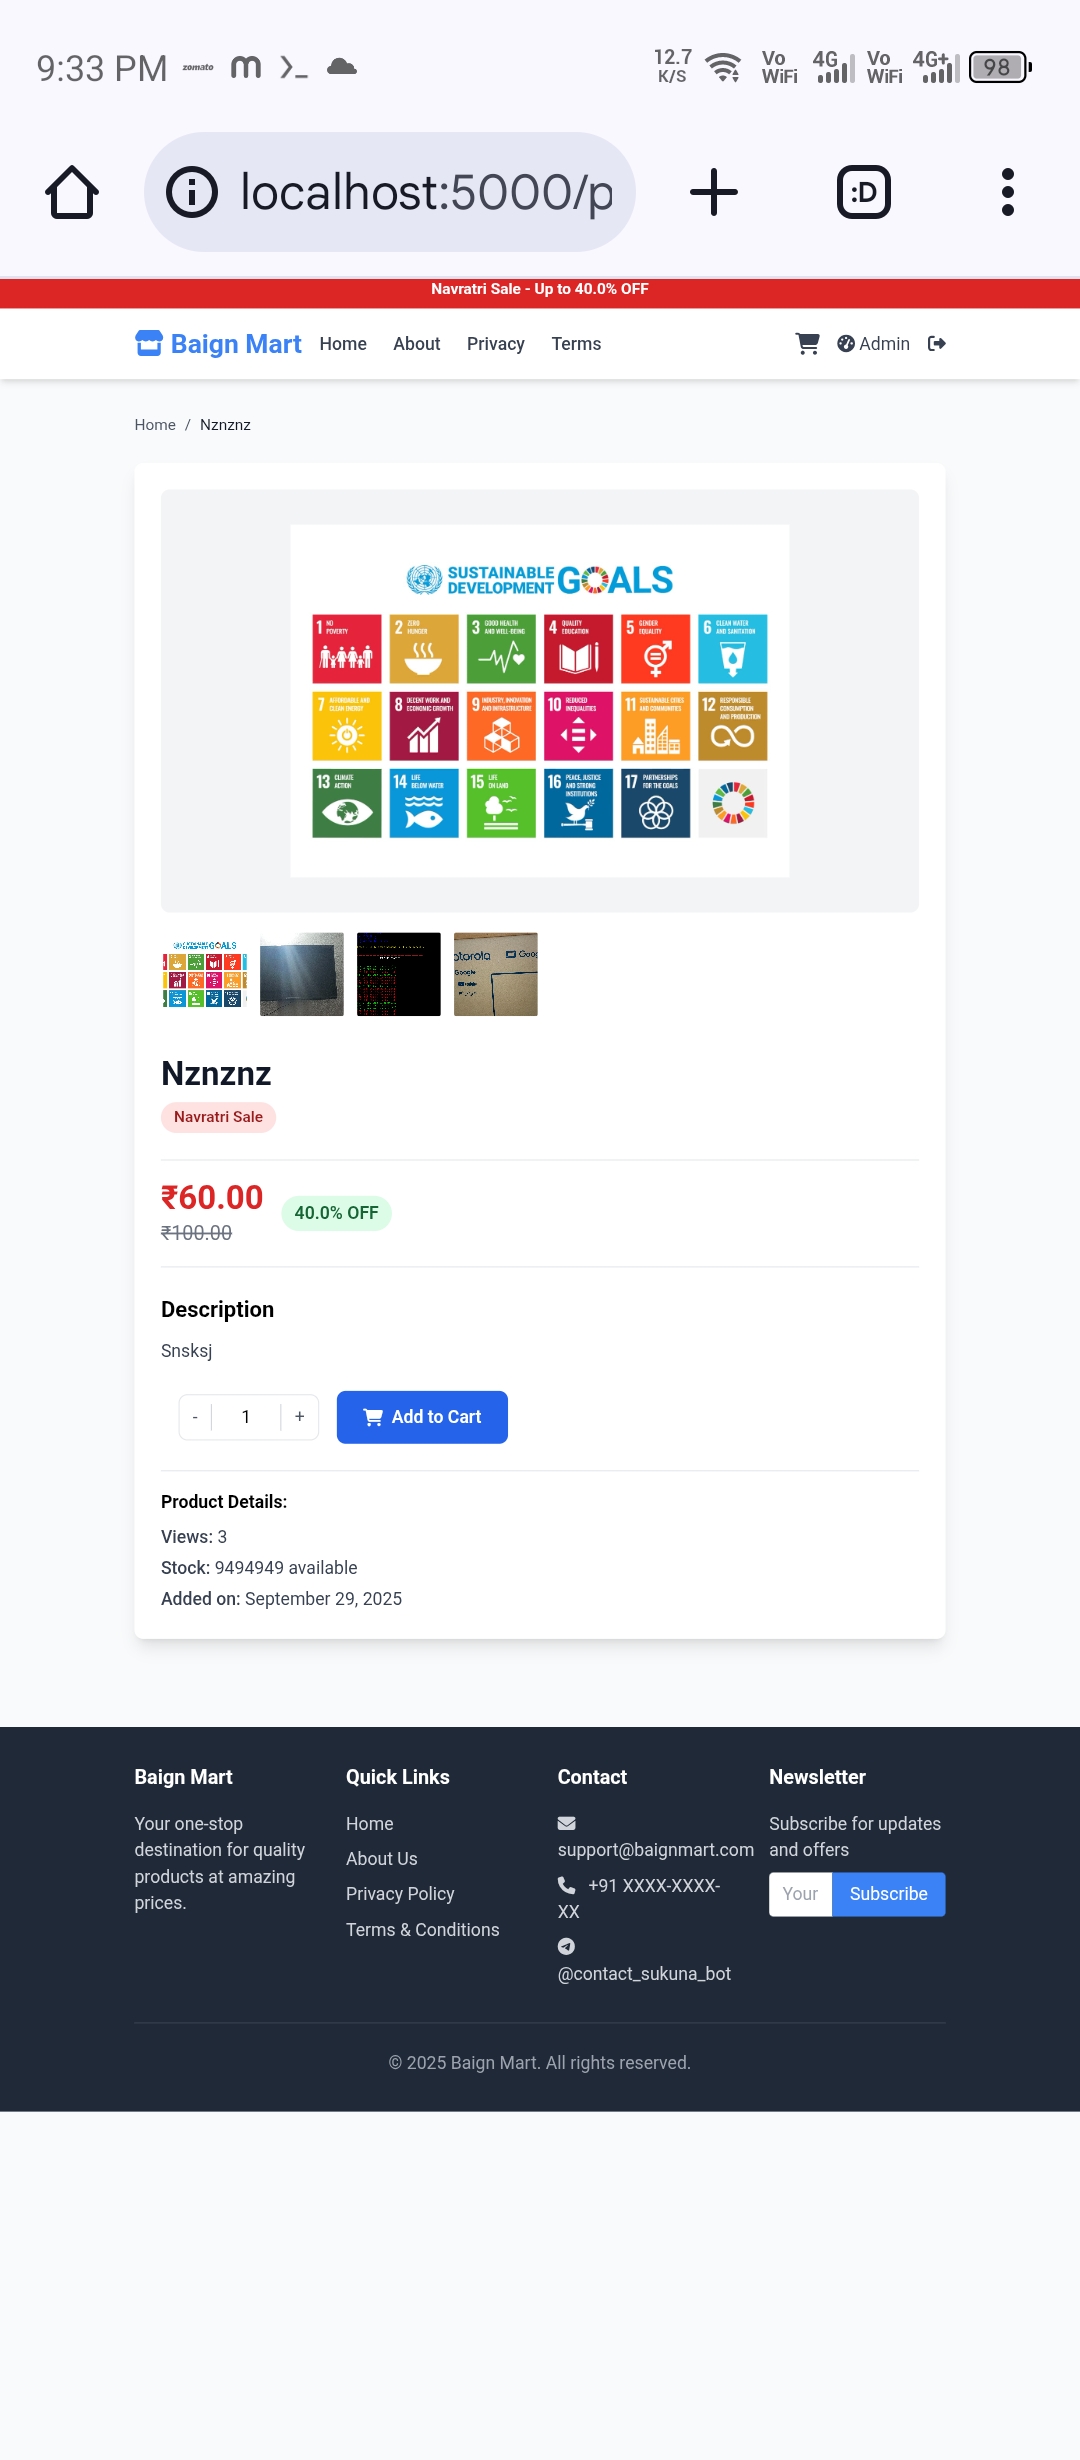 9:33 PM zomato 12.7 K/S Vo WiFi 4G Vo WiFi 4G+ 98
localhost:5000/p
:D
Navratri Sale - Up to 40.0% OFF
Baign Mart Home About Privacy Terms Admin
Home / Nznznz
SUSTAINABLE DEVELOPMENT GOALS
1 NO POVERTY
2 ZERO HUNGER
3 GOOD HEALTH AND WELL-BEING
4 QUALITY EDUCATION
5 GENDER EQUALITY
6 CLEAN WATER AND SANITATION
7 AFFORDABLE AND CLEAN ENERGY
8 DECENT WORK AND ECONOMIC GROWTH
9 INDUSTRY, INNOVATION AND INFRASTRUCTURE
10 REDUCED INEQUALITIES
11 SUSTAINABLE CITIES AND COMMUNITIES
12 RESPONSIBLE CONSUMPTION AND PRODUCTION
13 CLIMATE ACTION
14 LIFE BELOW WATER
15 LIFE ON LAND
16 PEACE, JUSTICE AND STRONG INSTITUTIONS
17 PARTNERSHIPS FOR THE GOALS
GOALS
otorola Goo
Google
Nznznz
Navratri Sale
₹60.00
40.0% OFF
₹100.00
Description
Snsksj
- 1 + Add to Cart
Product Details:
Views: 3
Stock: 9494949 available
Added on: September 29, 2025
Baign Mart
Your one-stop
destination for quality
products at amazing
prices.
Quick Links
Home
About Us
Privacy Policy
Terms & Conditions
Contact
support@baignmart.com
+91 XXXX-XXXX-
XX
@contact_sukuna_bot
Newsletter
Subscribe for updates
and offers
Your Subscribe
© 2025 Baign Mart. All rights reserved.